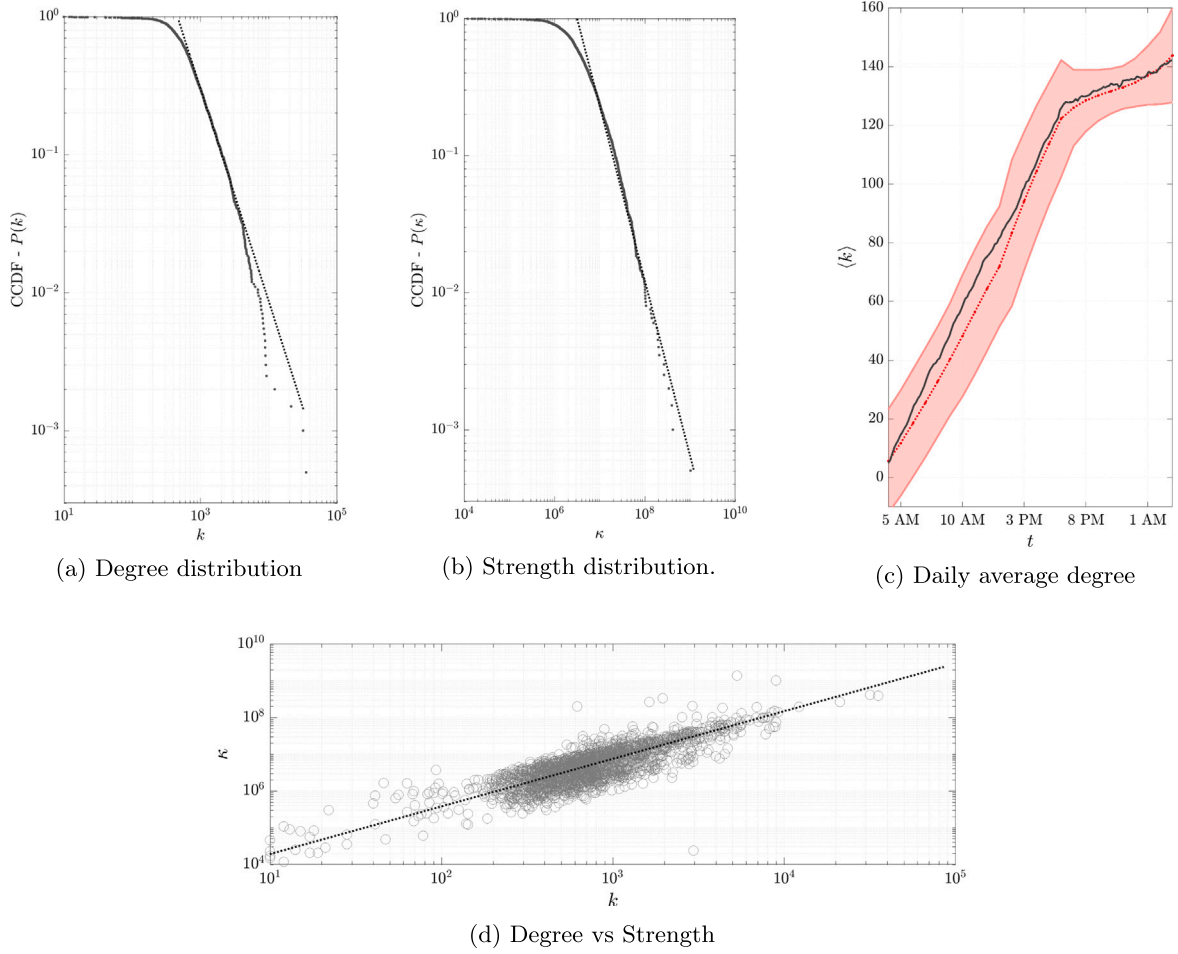 10^0
10^-1
10^-2
10^-3
CCDF - P(k)
10^1 10^3 10^5
k
(a) Degree distribution
10^0
10^-1
10^-2
10^-3
CCDF - P(κ)
10^4 10^6 10^8 10^10
κ
(b) Strength distribution.
160
140
120
100
80
60
40
20
0
⟨k⟩
5 AM 10 AM 3 PM 8 PM 1 AM
t
(c) Daily average degree
10^10
10^8
10^6
10^4
κ
10^1 10^2 10^3 10^4 10^5
k
(d) Degree vs Strength